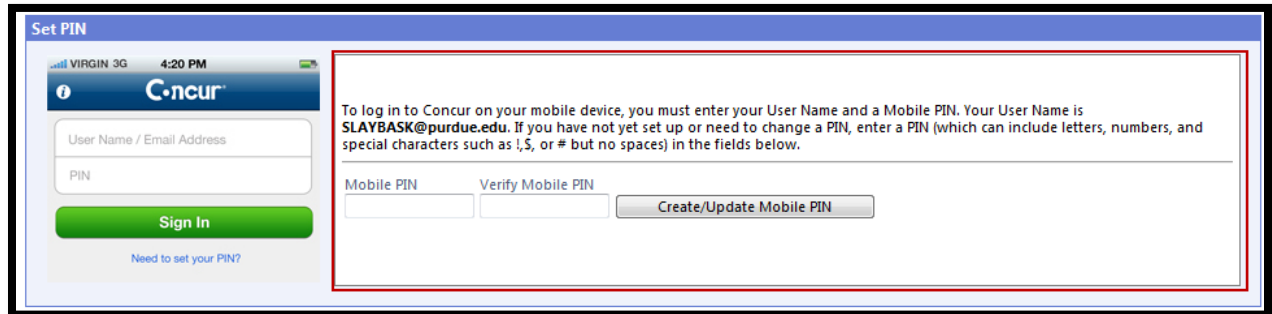 Set PIN
VIRGIN 3G 4:20 PM
i C•ncur
User Name / Email Address
PIN
Sign In
Need to set your PIN?
To log in to Concur on your mobile device, you must enter your User Name and a Mobile PIN. Your User Name is
SLAYBASK@purdue.edu. If you have not yet set up or need to change a PIN, enter a PIN (which can include letters, numbers, and
special characters such as !,$, or # but no spaces) in the fields below.
Mobile PIN Verify Mobile PIN
Create/Update Mobile PIN